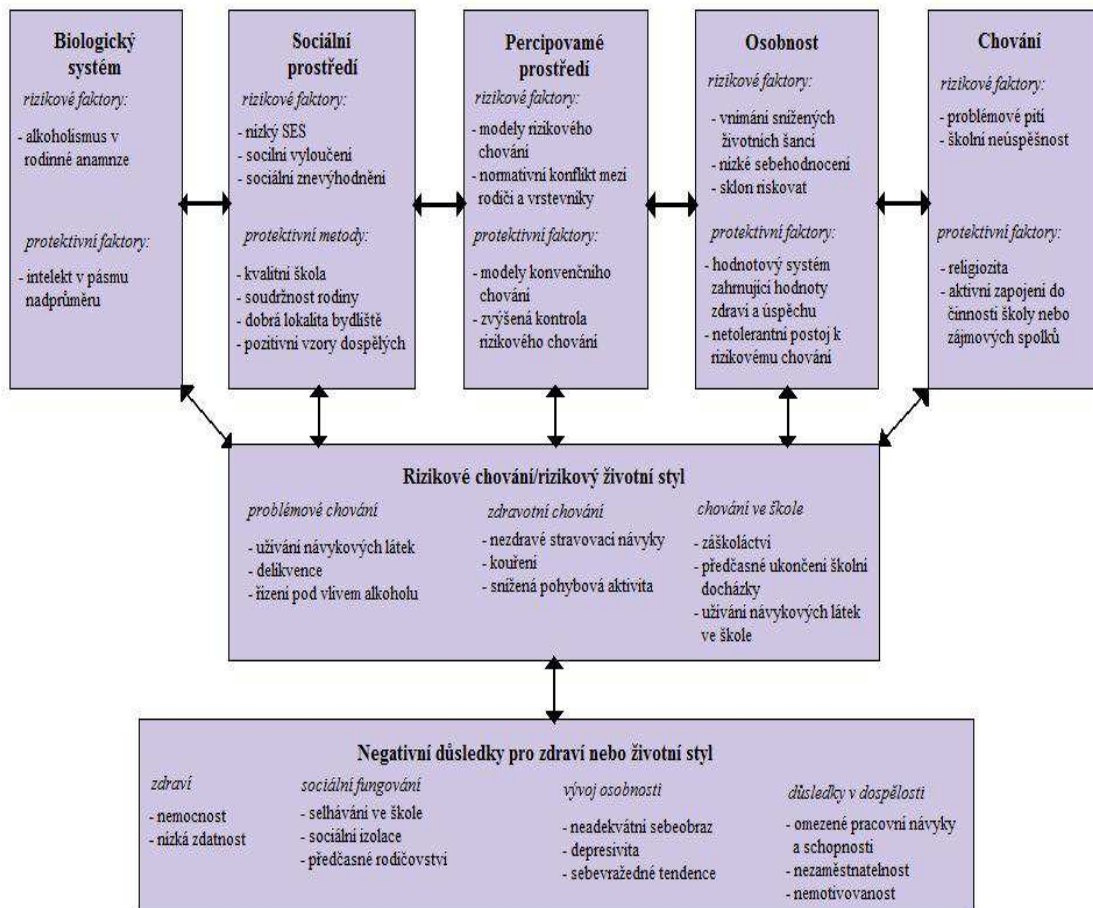 Biologický
systém
rizikové faktory:
- alkoholismus v
rodinné anamnze
protektivní faktory:
- intelekt v pásmu
nadprůměru
Sociální
prostředí
rizikové faktory:
- nízký SES
- socilní vyloučení
- sociální znevýhodnění
protektivní metody:
- kvalitní škola
- soudržnost rodiny
- dobrá lokalita bydliště
- pozitivní vzory dospělých
Percipovamé
prostředí
rizikové faktory:
- modely rizikového
chování
- normativní konflikt mezi
rodiči a vrstevníky
protektivní faktory:
- modely konvenčního
chování
- zvýšená kontrola
rizikového chování
Osobnost
rizikové faktory:
- vnímání snížených
životních šancí
- nízké sebehodnocení
- sklon riskovat
protektivní faktory:
- hodnotový systém
zahrnující hodnoty
zdraví a úspěchu
- netolerantní postoj k
rizikovému chování
Chování
rizikové faktory:
- problémové pití
- školní neúspěšnost
protektivní faktory:
- religiozita
- aktivní zapojení do
činností školy nebo
zájmových spolků
Rizikové chování/rizikový životní styl
problémové chování
- užívání návykových látek
- delikvence
- řízení pod vlivem alkoholu
zdravotní chování
- nezdravé stravovací návyky
- kouření
- snížená pohybová aktivita
chování ve škole
- záškoláctví
- předčasné ukončení školní
docházky
- užívání návykových látek
ve škole
Negativní důsledky pro zdraví nebo životní styl
zdraví
- nemocnost
- nízká zdatnost
sociální fungování
- selhávání ve škole
- sociální izolace
- předčasné rodičovství
vývoj osobnosti
- neadekvátní sebeobraz
- depresivita
- sebevražedné tendence
důsledky v dospělosti
- omezené pracovní návyky
a schopnosti
- nezaměstnatelnost
- nemotivovanost